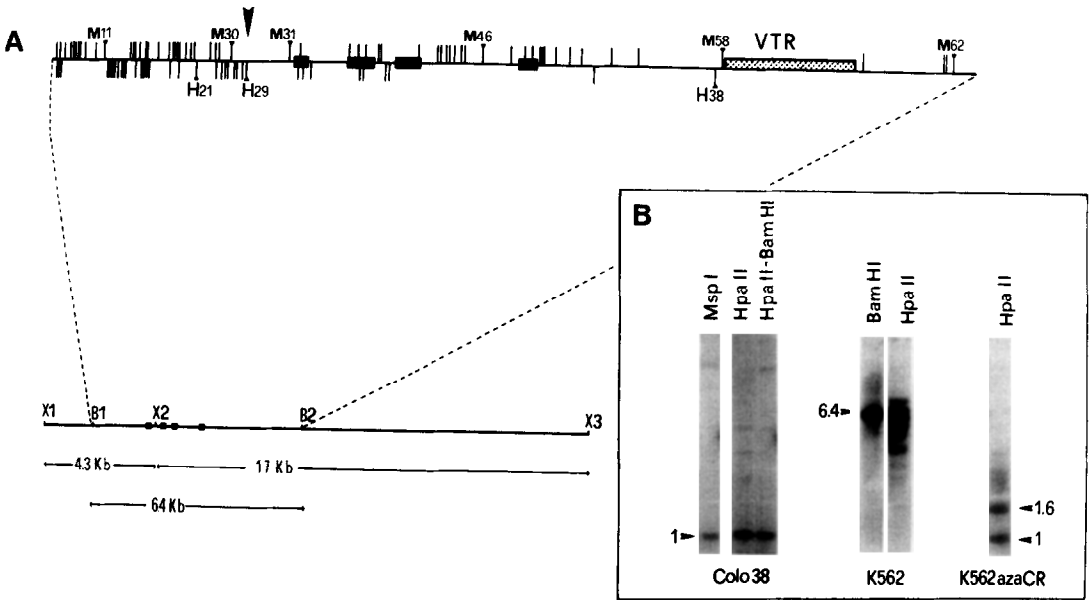 A
M11
M30
M31
M46
M58
VTR
M62
H21
H29
H38
B
Msp I
Hpa II
Hpa II-Bam HI
Bam HI
Hpa II
Hpa II
6.4
1.6
1
1
Colo 38
K562
K562azaCR
X1
B1
X2
B2
X3
4.3 Kb
17 Kb
64 Kb